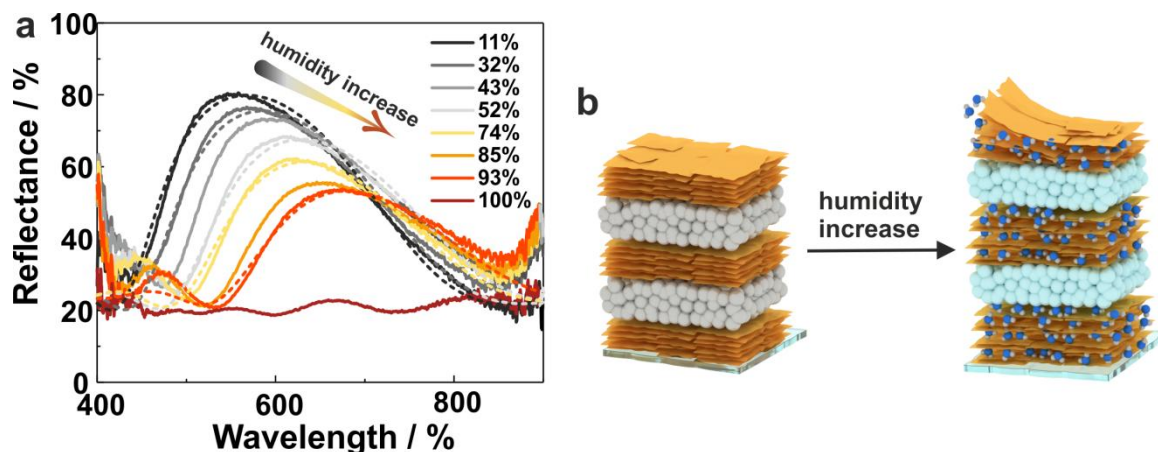 a
100
80
60
40
20
0
Reflectance / %
400
600
800
Wavelength / %
humidity increase
11%
32%
43%
52%
74%
85%
93%
100%
b
humidity
increase